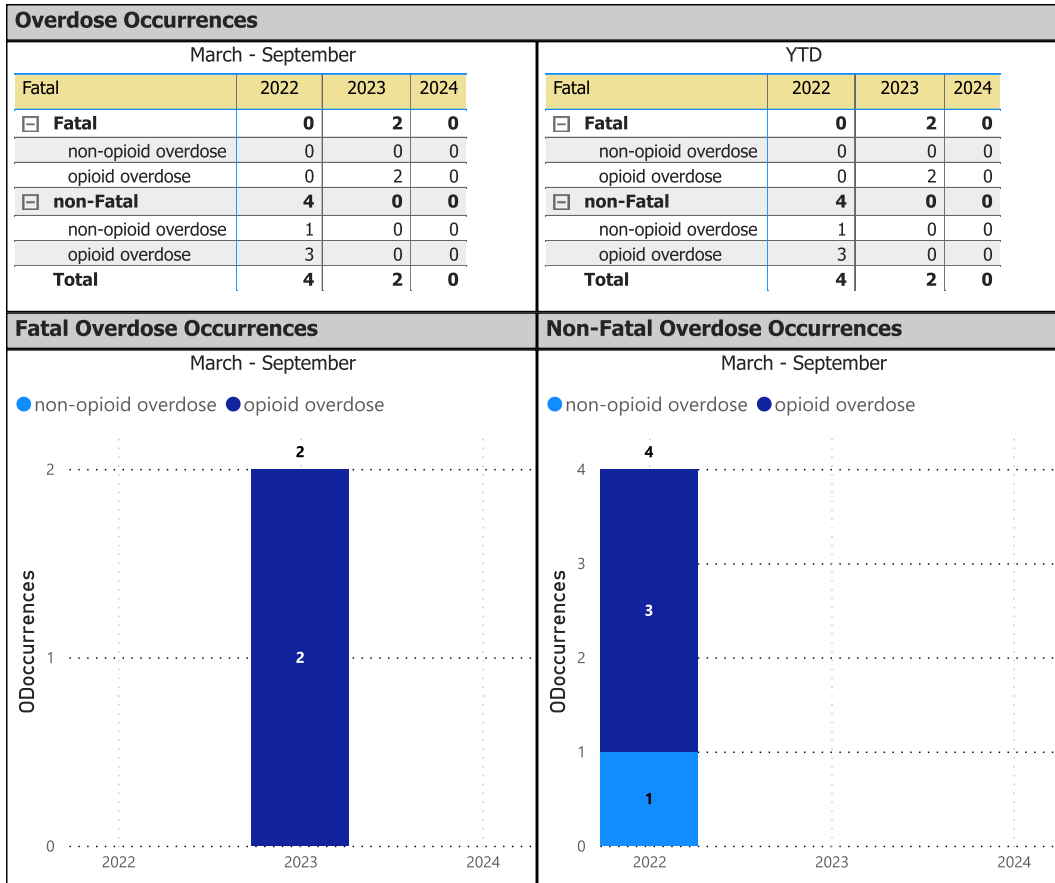 Overdose Occurrences
March - September
Fatal 2022 2023 2024
Fatal 0 2 0
non-opioid overdose 0 0 0
opioid overdose 0 2 0
non-Fatal 4 0 0
non-opioid overdose 1 0 0
opioid overdose 3 0 0
Total 4 2 0
YTD
Fatal 2022 2023 2024
Fatal 0 2 0
non-opioid overdose 0 0 0
opioid overdose 0 2 0
non-Fatal 4 0 0
non-opioid overdose 1 0 0
opioid overdose 3 0 0
Total 4 2 0
Fatal Overdose Occurrences
March - September
non-opioid overdose opioid overdose
2
2
2
1
0
ODoccurrences
2022 2023 2024
Non-Fatal Overdose Occurrences
March - September
non-opioid overdose opioid overdose
4
4
3
3
2
1
1
0
ODoccurrences
2022 2023 2024